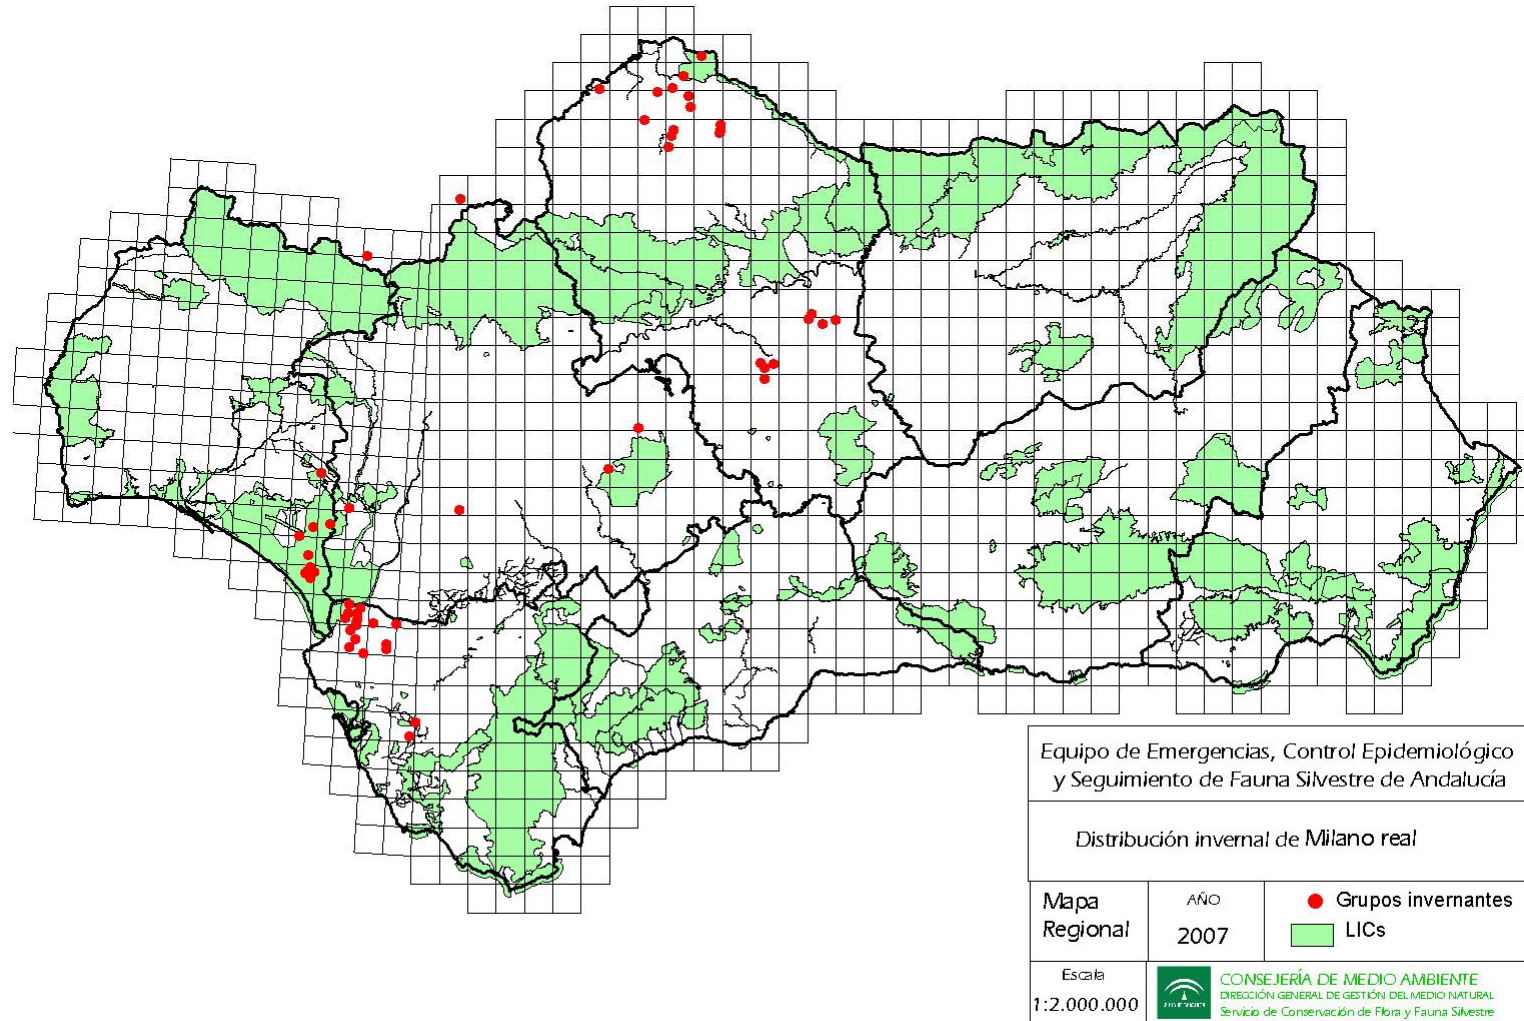 Equipo de Emergencias, Control Epidemiológico
y Seguimiento de Fauna Silvestre de Andalucía
Distribución invernal de Milano real
Mapa
Regional
AÑO
2007
Grupos invernantes
LICs
Escala
1:2.000.000
CONSEJERÍA DE MEDIO AMBIENTE
DIRECCIÓN GENERAL DE GESTIÓN DEL MEDIO NATURAL
Servicio de Conservación de Flora y Fauna Silvestre